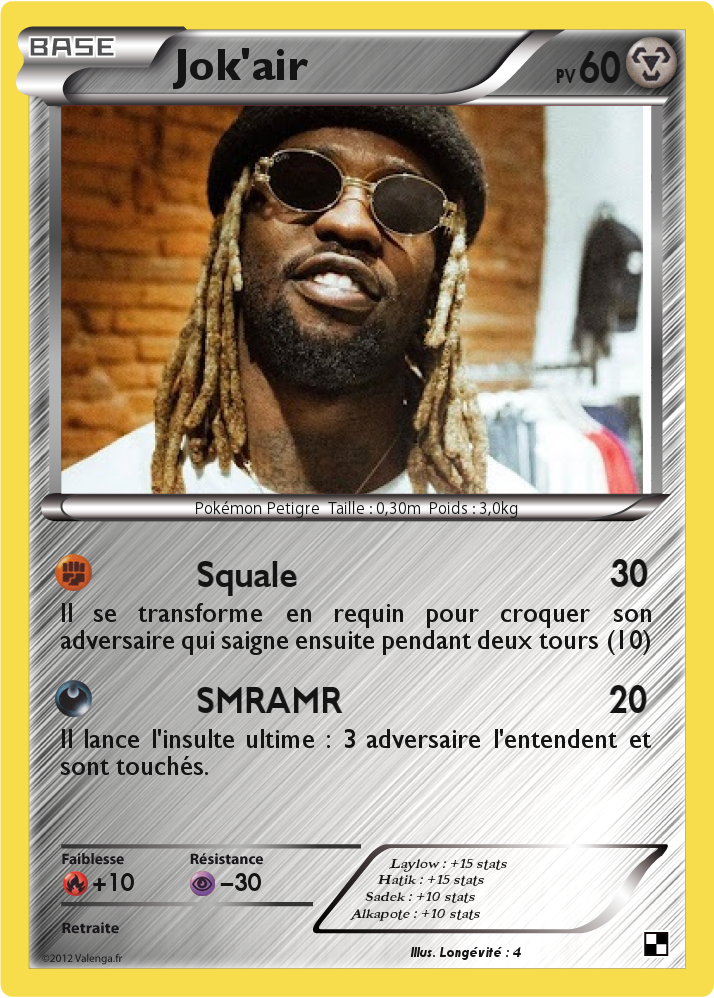 BASE
Jok'air
PV 60
Pokémon Petigre Taille : 0,30m Poids : 3,0kg
Squale 30
Il se transforme en requin pour croquer son
adversaire qui saigne ensuite pendant deux tours (10)
SMRAMR 20
Il lance l'insulte ultime : 3 adversaire l'entendent et
sont touchés.
Faiblesse Résistance
+10 −30
Retraite
Laylow : +15 stats
Hatik : +15 stats
Sadek : +10 stats
Alkapote : +10 stats
Illus. Longévité : 4
©2012 Valenga.fr